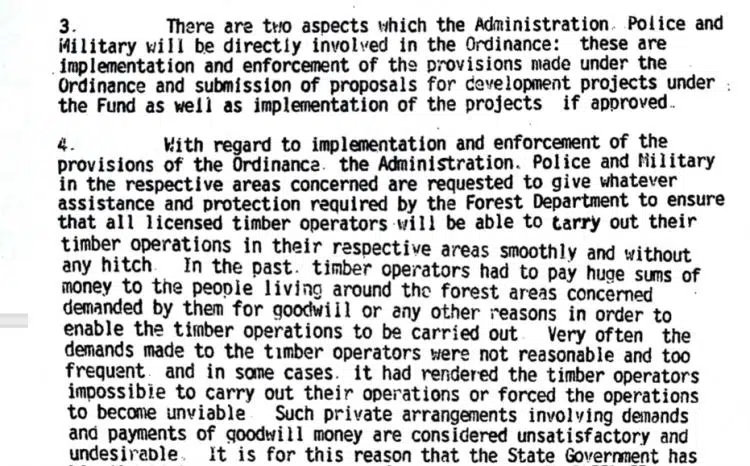 3. There are two aspects which the Administration. Police and
Military will be directly involved in the Ordinance: these are
implementation and enforcement of the provisions made under the
Ordinance and submission of proposals for development projects under
the Fund as well as implementation of the projects if approved.
4. With regard to implementation and enforcement of the
provisions of the Ordinance. the Administration. Police and Military
in the respective areas concerned are requested to give whatever
assistance and protection required by the Forest Department to ensure
that all licensed timber operators will be able to carry out their
timber operations in their respective areas smoothly and without
any hitch. In the past. timber operators had to pay huge sums of
money to the people living around the forest areas concerned
demanded by them for goodwill or any other reasons in order to
enable the timber operations to be carried out. Very often the
demands made to the timber operators were not reasonable and too
frequent. and in some cases. it had rendered the timber operators
impossible to carry out their operations or forced the operations
to become unviable. Such private arrangements involving demands
and payments of goodwill money are considered unsatisfactory and
undesirable. It is for this reason that the State Government has